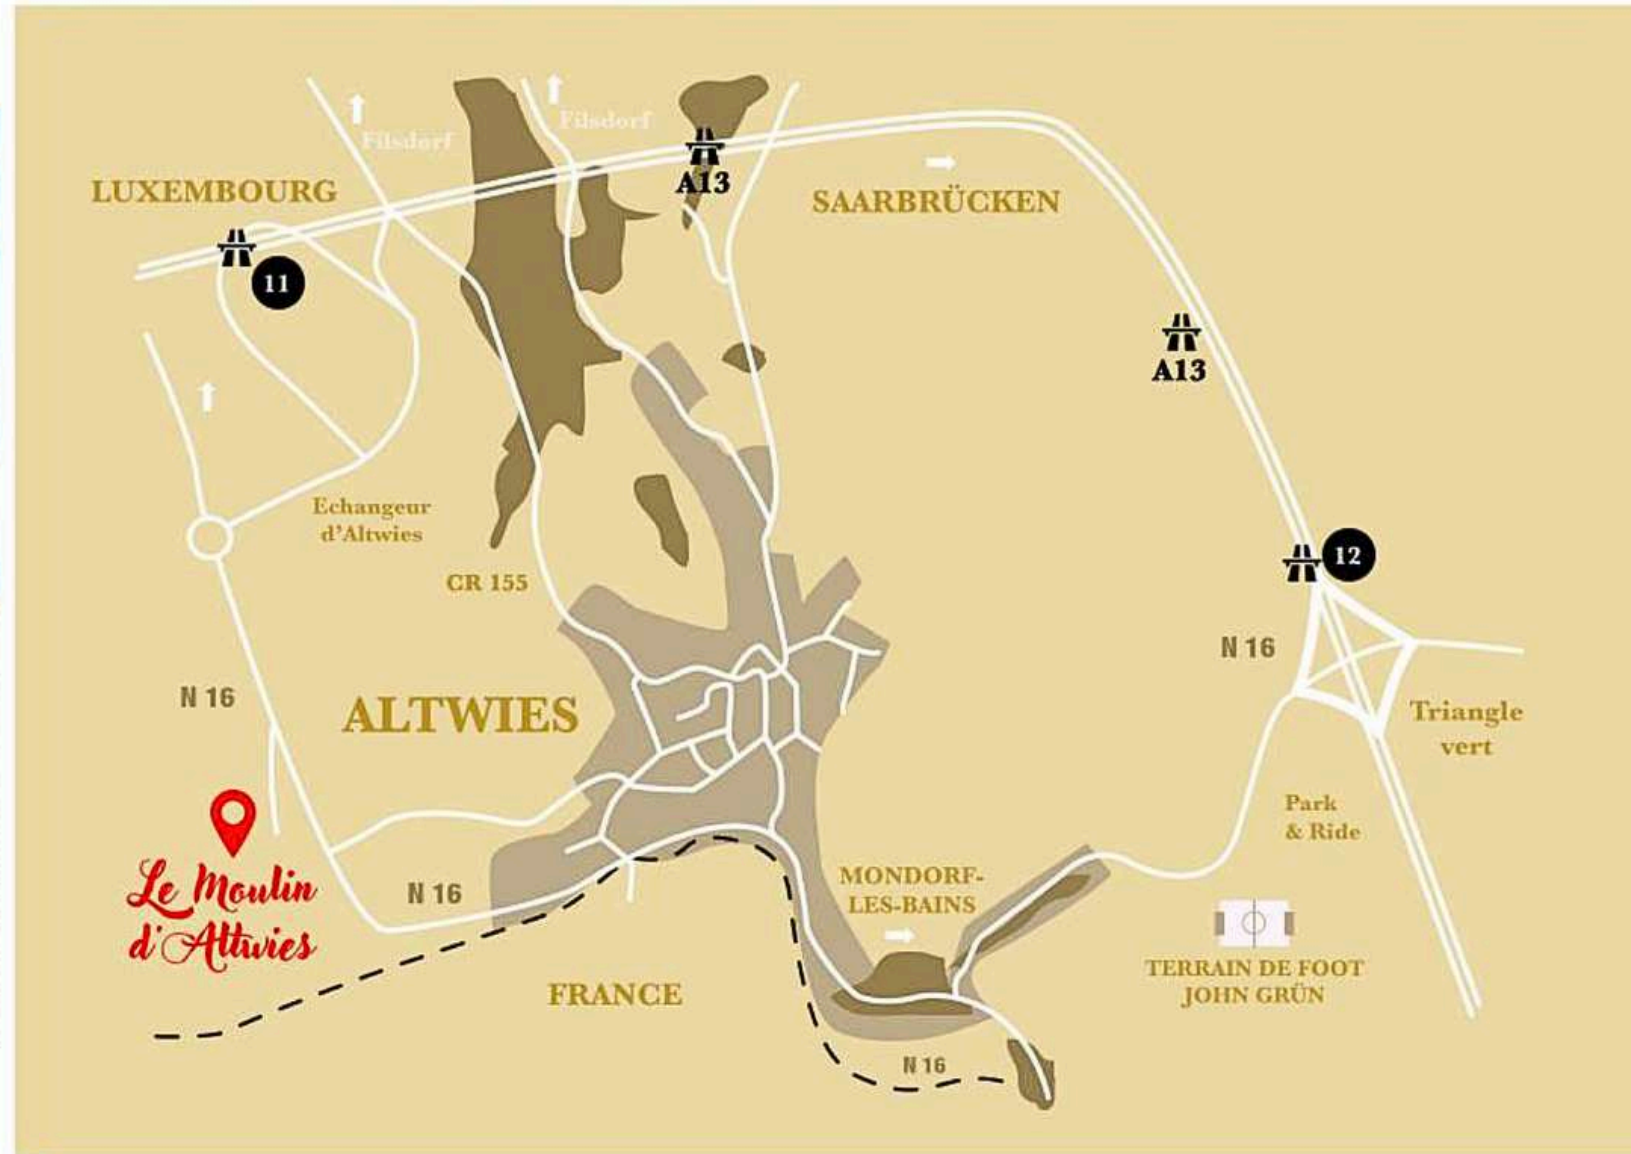 Filsdorf
Filsdorf
LUXEMBOURG
A13
SAARBRÜCKEN
11
A13
Echangeur
d'Altwies
CR 155
12
N 16
N 16
ALTWIES
Triangle
vert
Park
& Ride
Le Moulin
d'Altwies
N 16
MONDORF-
LES-BAINS
FRANCE
TERRAIN DE FOOT
JOHN GRÜN
N 16